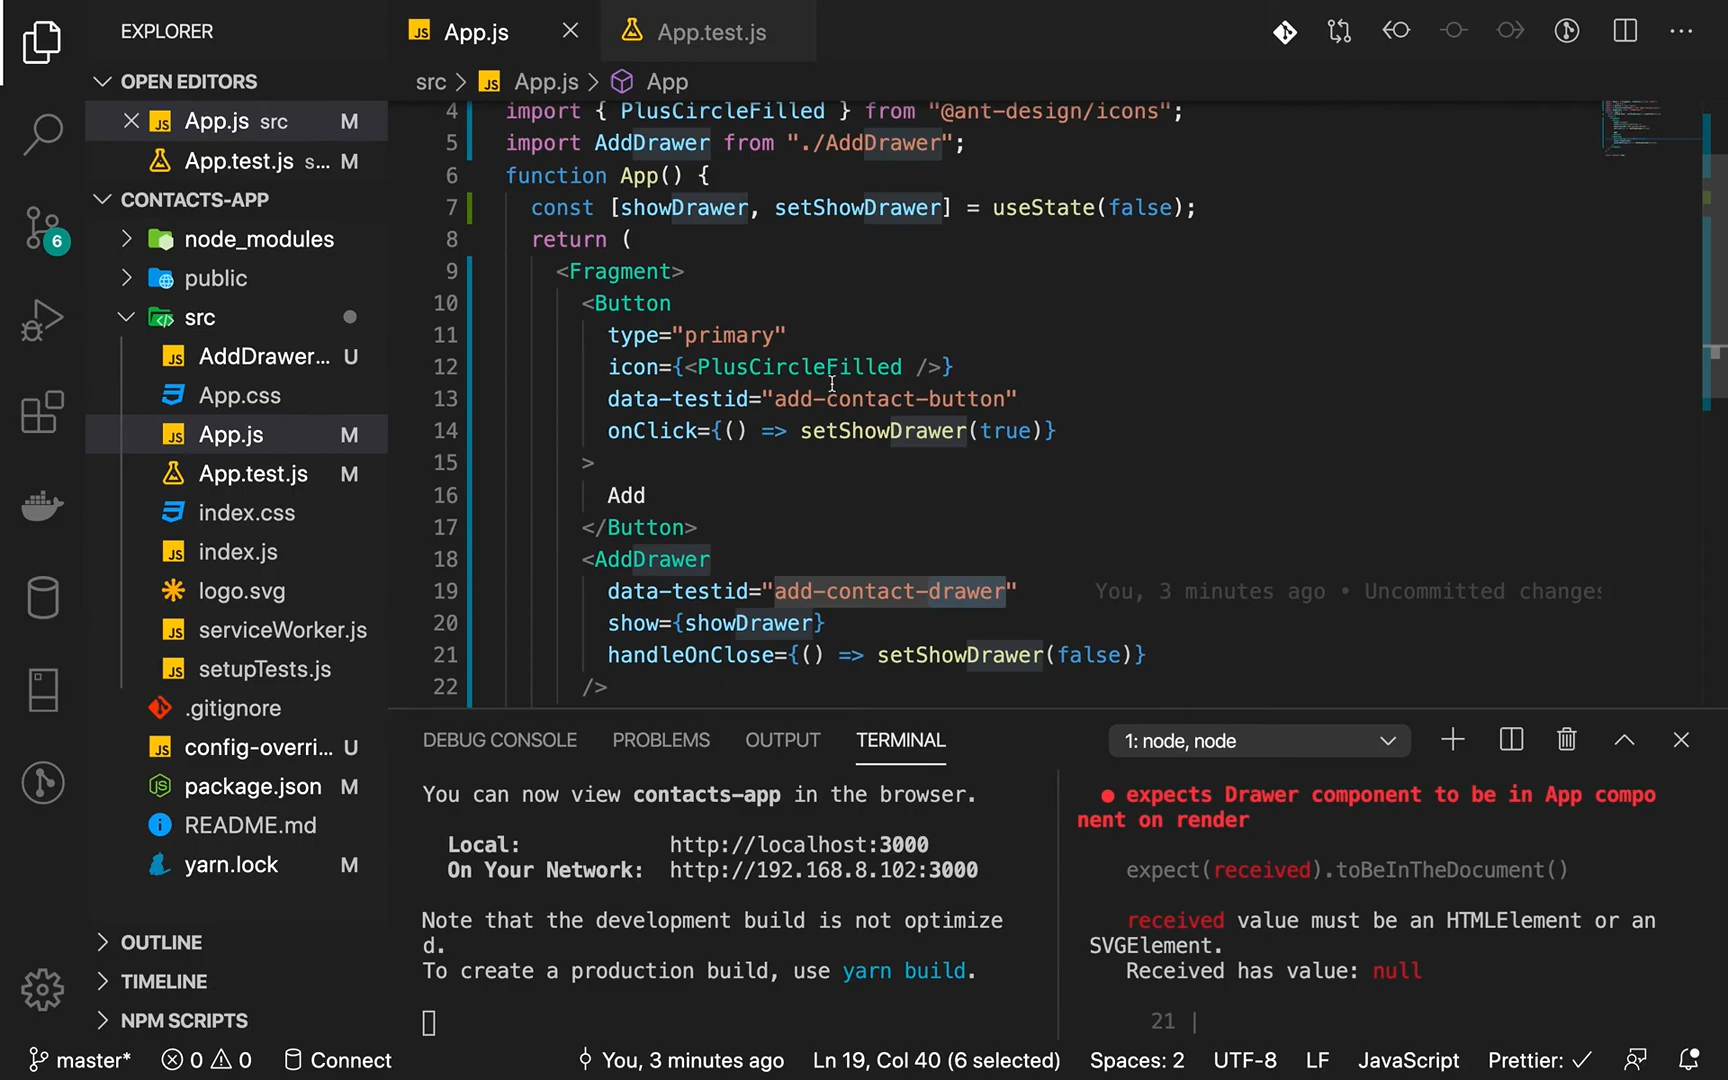 EXPLORER
OPEN EDITORS
App.js src M
App.test.js s... M
CONTACTS-APP
node_modules
public
src
AddDrawer... U
App.css
App.js M
App.test.js M
index.css
index.js
logo.svg
serviceWorker.js
setupTests.js
.gitignore
config-overri... U
package.json M
README.md
yarn.lock M
OUTLINE
TIMELINE
NPM SCRIPTS
6
JS App.js
App.test.js
src > JS App.js > App
4 import { PlusCircleFilled } from "@ant-design/icons";
5 import AddDrawer from "./AddDrawer";
6 function App() {
7 const [showDrawer, setShowDrawer] = useState(false);
8 return (
9 <Fragment>
10 <Button
11 type="primary"
12 icon={<PlusCircleFilled />}
13 data-testid="add-contact-button"
14 onClick={() => setShowDrawer(true)}
15 >
16 Add
17 </Button>
18 <AddDrawer
19 data-testid="add-contact-drawer" You, 3 minutes ago • Uncommitted changes
20 show={showDrawer}
21 handleOnClose={() => setShowDrawer(false)}
22 />
DEBUG CONSOLE PROBLEMS OUTPUT TERMINAL 1: node, node
You can now view contacts-app in the browser.
Local: http://localhost:3000
On Your Network: http://192.168.8.102:3000
Note that the development build is not optimize
d.
To create a production build, use yarn build.
● expects Drawer component to be in App compo
nent on render
expect(received).toBeInTheDocument()
received value must be an HTMLElement or an
SVGElement.
Received has value: null
21 |
master* 0 0 Connect You, 3 minutes ago Ln 19, Col 40 (6 selected) Spaces: 2 UTF-8 LF JavaScript Prettier: ✓